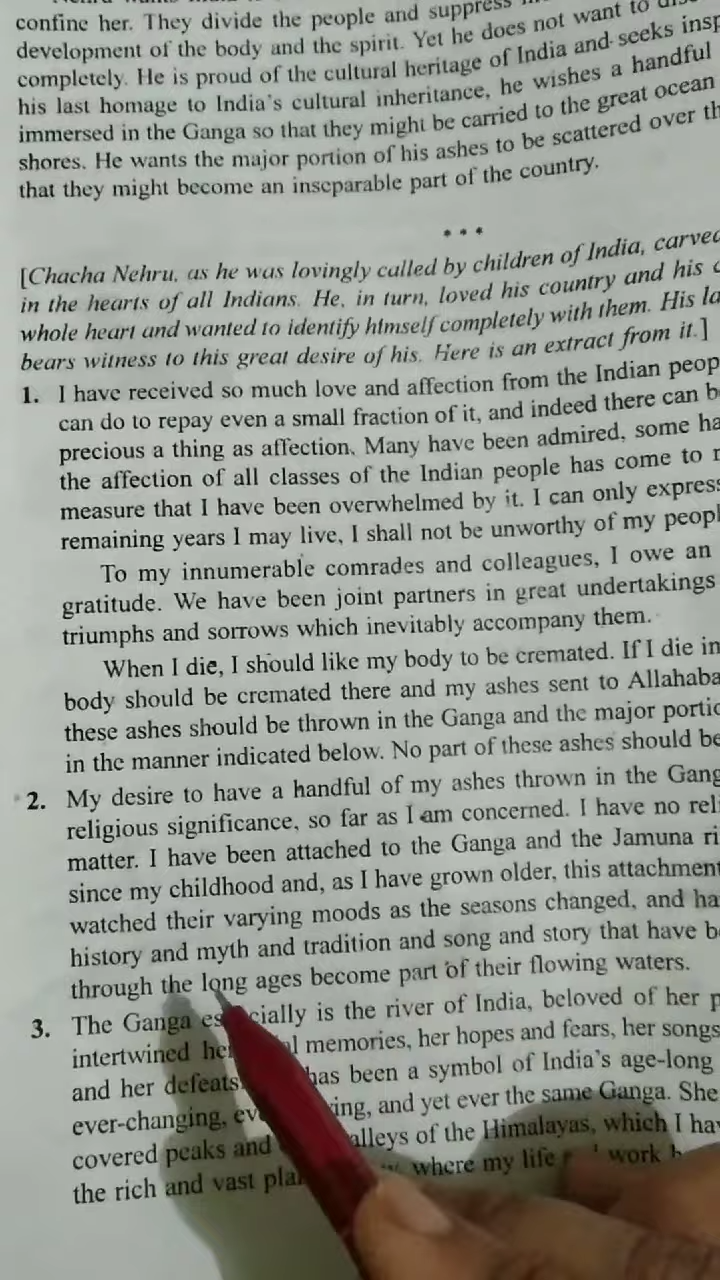 confine her. They divide the people and suppress
development of the body and the spirit. Yet he does not want to
completely. He is proud of the cultural heritage of India and seeks
his last homage to India's cultural inheritance, he wishes a handful
immersed in the Ganga so that they might be carried to the great ocean
shores. He wants the major portion of his ashes to be scattered over
that they might become an inseparable part of the country.
* * *
[Chacha Nehru, as he was lovingly called by children of India, carved
in the hearts of all Indians. He, in turn, loved his country and his
whole heart and wanted to identify himself completely with them. His
bears witness to this great desire of his. Here is an extract from it.]
1. I have received so much love and affection from the Indian
can do to repay even a small fraction of it, and indeed there can
precious a thing as affection. Many have been admired, some
the affection of all classes of the Indian people has come to
measure that I have been overwhelmed by it. I can only
remaining years I may live, I shall not be unworthy of my
To my innumerable comrades and colleagues, I owe an
gratitude. We have been joint partners in great undertakings
triumphs and sorrows which inevitably accompany them.
When I die, I should like my body to be cremated. If I die in
body should be cremated there and my ashes sent to
these ashes should be thrown in the Ganga and the major
in the manner indicated below. No part of these ashes should
2. My desire to have a handful of my ashes thrown in the
religious significance, so far as I am concerned. I have no
matter. I have been attached to the Ganga and the Jamuna
since my childhood and, as I have grown older, this attachment
watched their varying moods as the seasons changed, and
history and myth and tradition and song and story that have
through the long ages become part of their flowing waters.
3. The Ganga especially is the river of India, beloved of her
intertwined memories, her hopes and fears, her songs
and her defeats has been a symbol of India's age-long
ever-changing, and yet ever the same Ganga. She
covered peaks and of the Himalayas, which I
the rich and vast where my life work